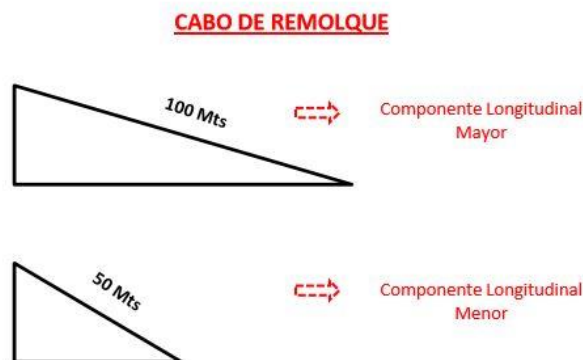 CABO DE REMOLQUE
100 Mts
Componente Longitudinal
Mayor
50 Mts
Componente Longitudinal
Menor